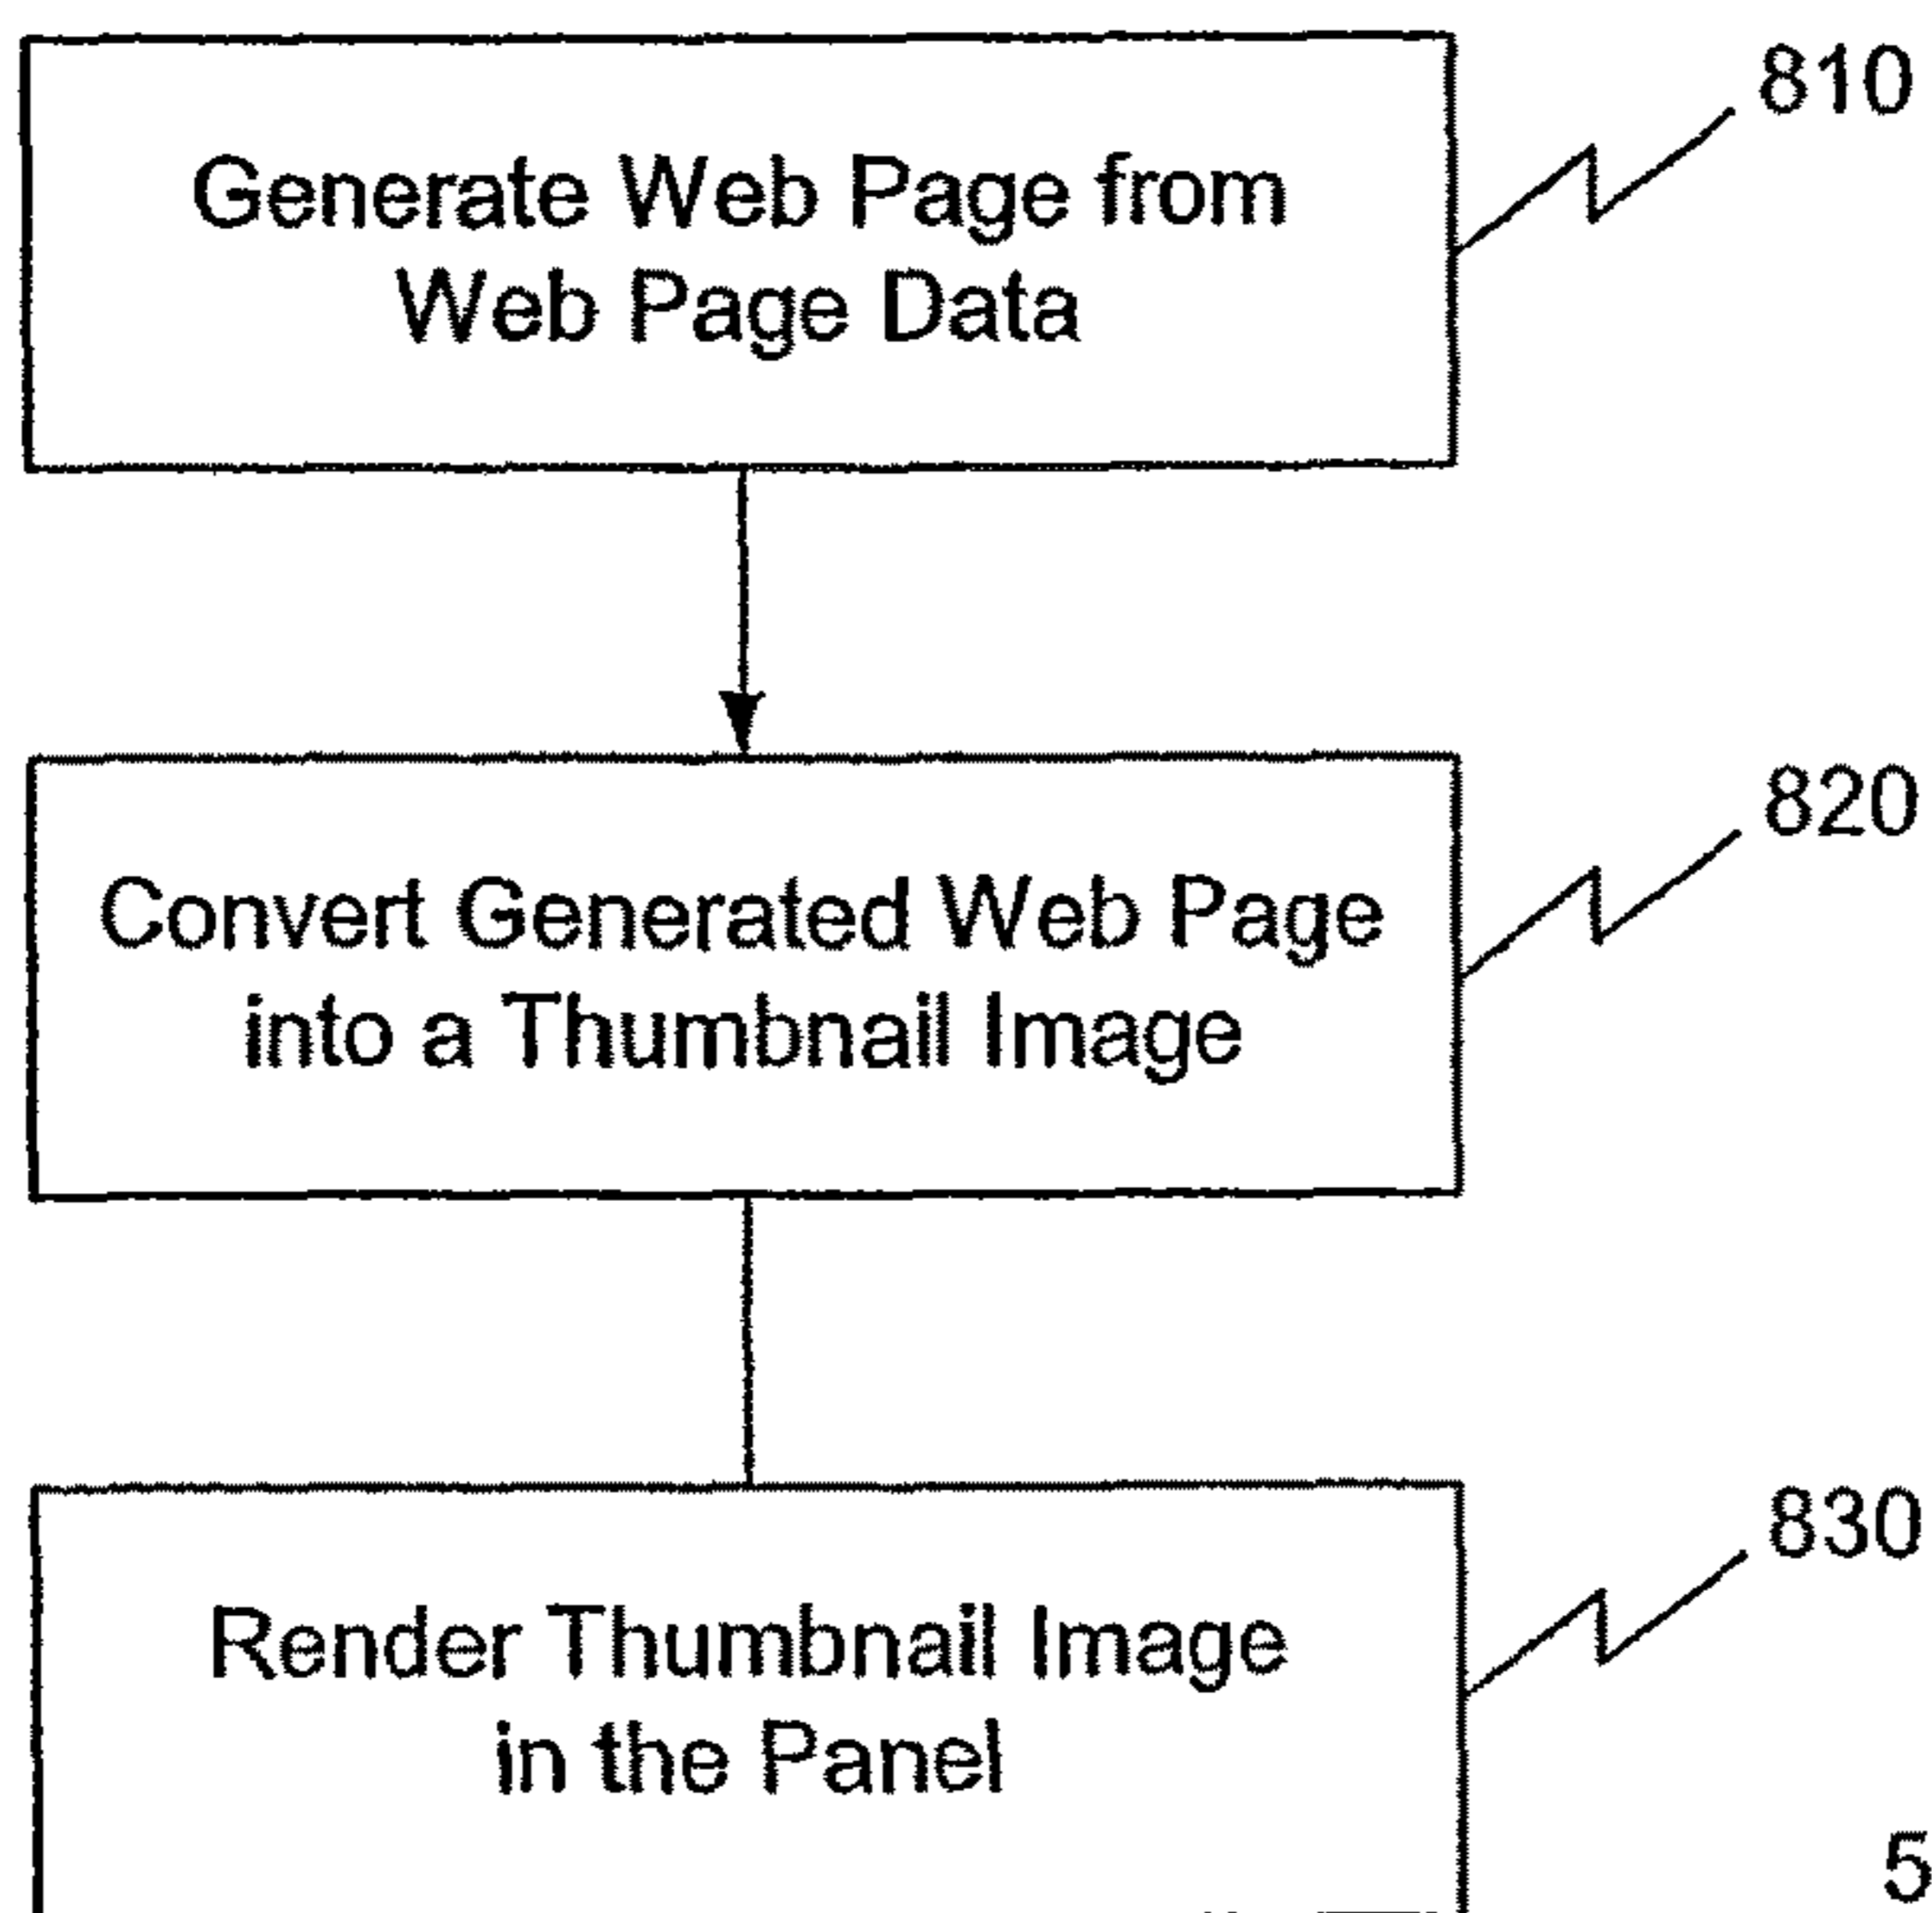 810
Generate Web Page from
Web Page Data
820
Convert Generated Web Page
into a Thumbnail Image
830
Render Thumbnail Image
in the Panel
5